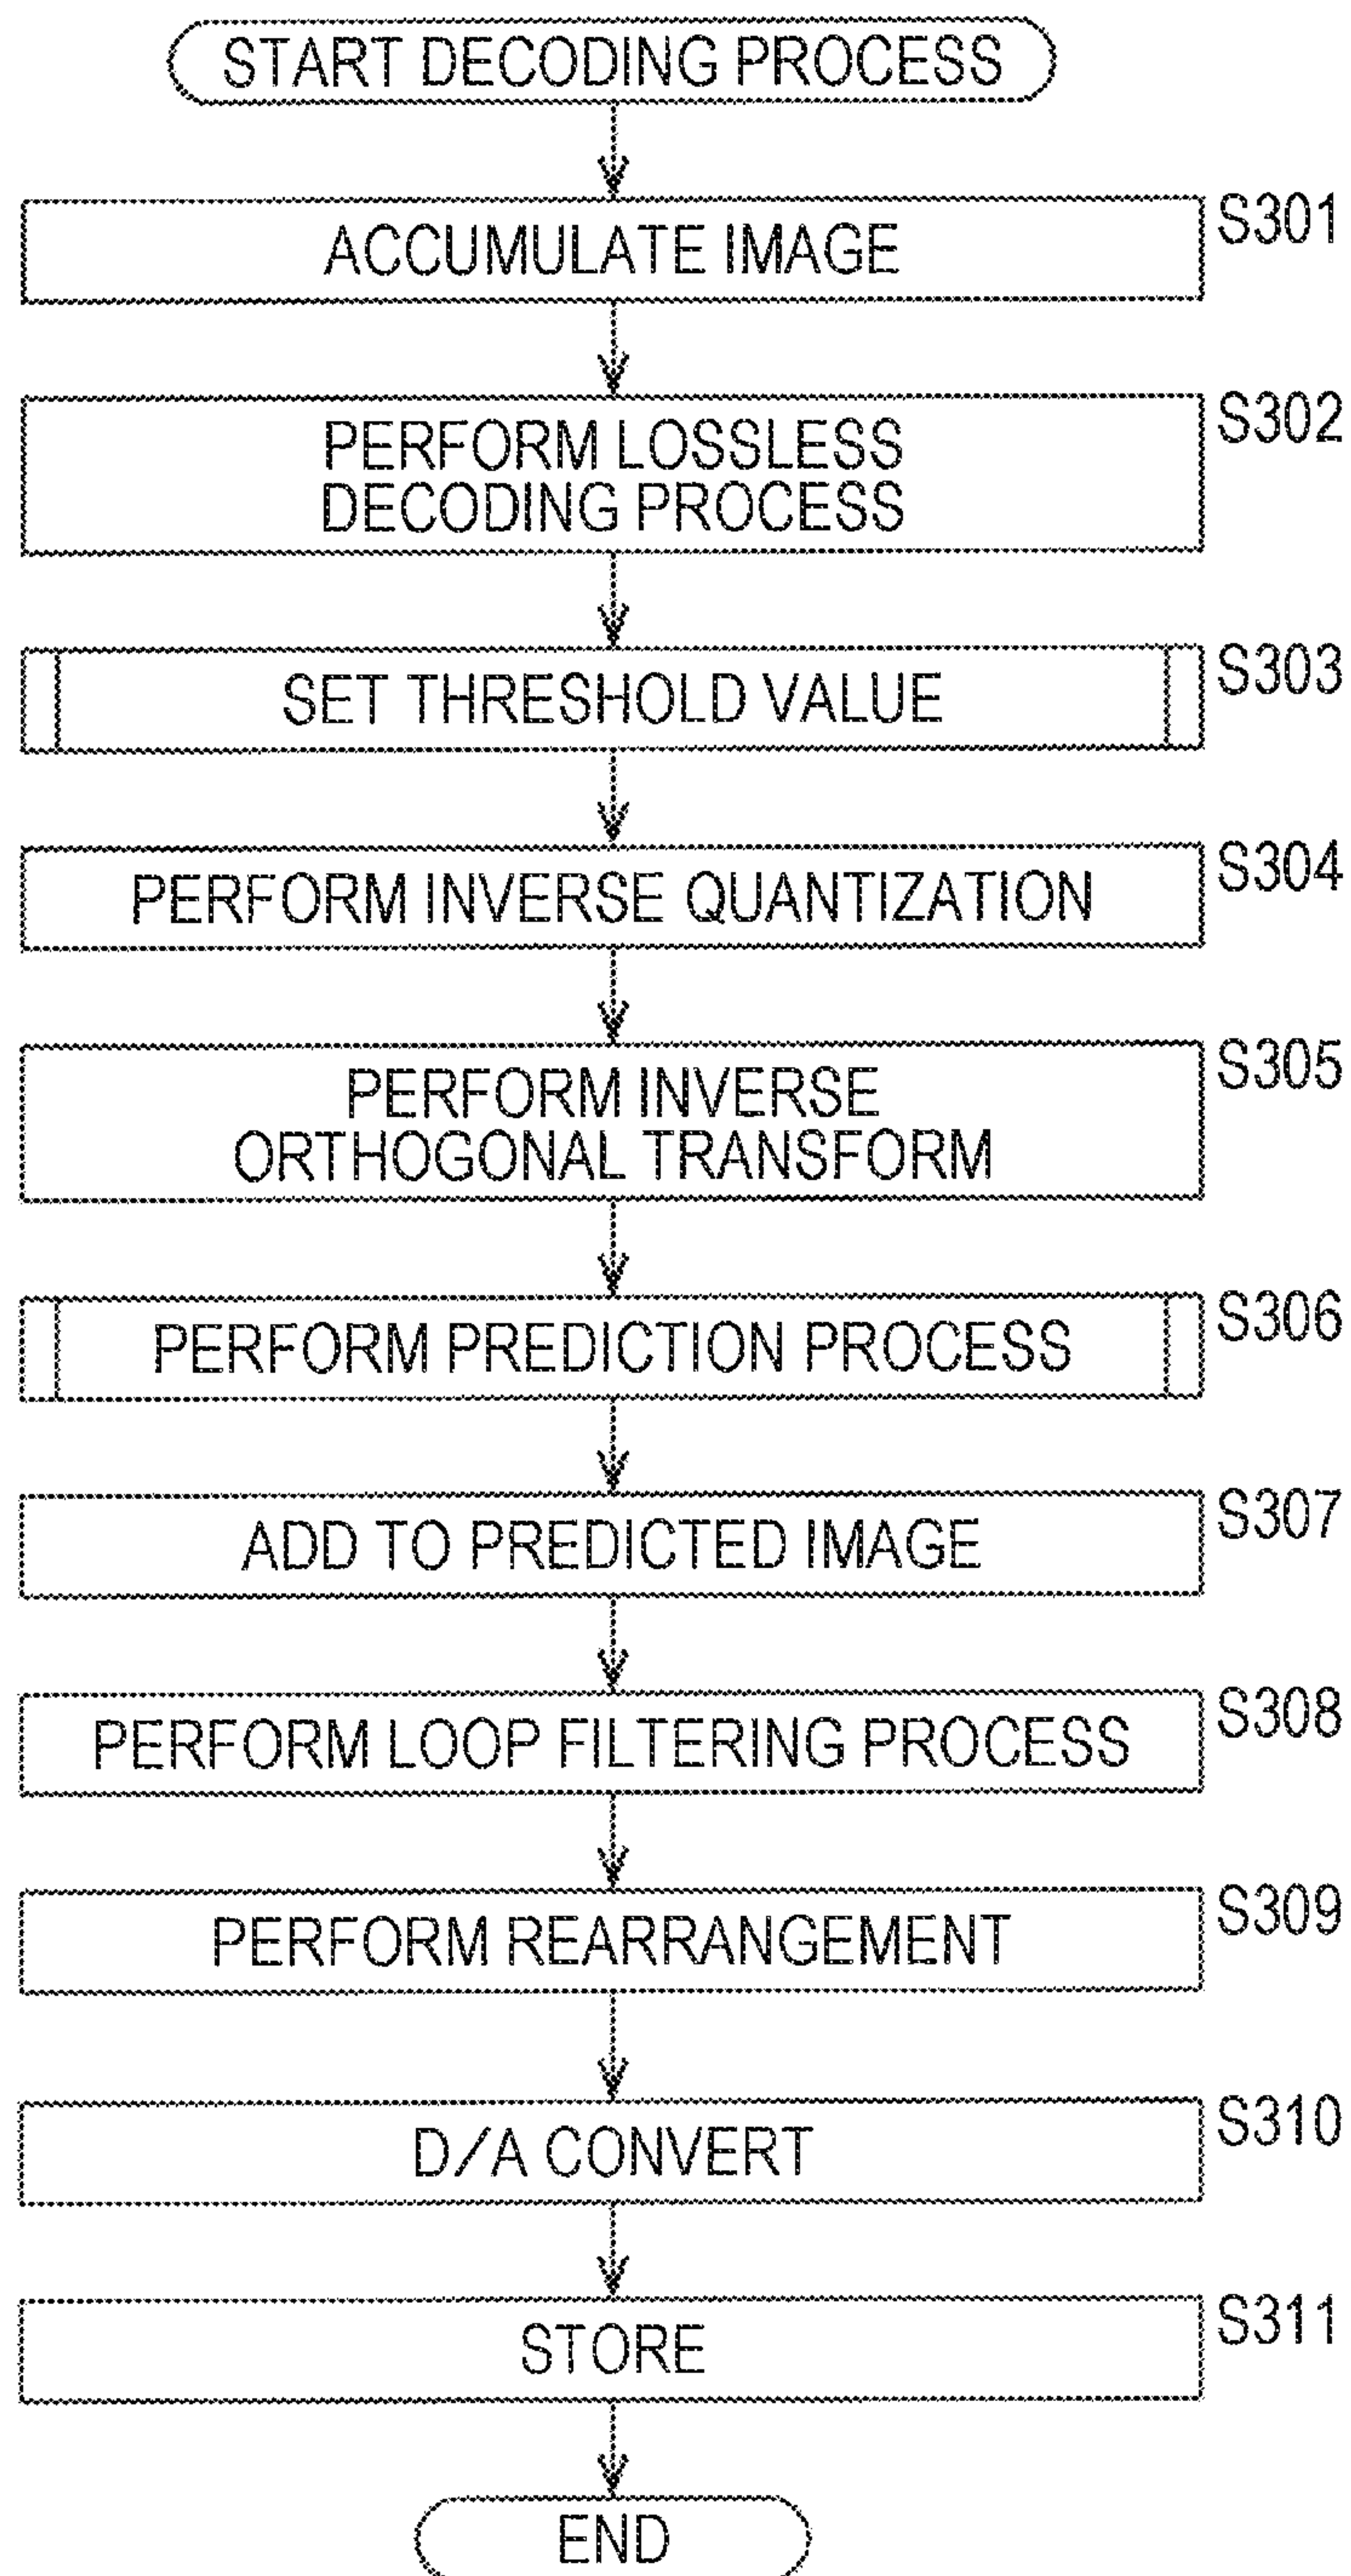 START DECODING PROCESS
ACCUMULATE IMAGE
S301
PERFORM LOSSLESS
DECODING PROCESS
S302
SET THRESHOLD VALUE
S303
PERFORM INVERSE QUANTIZATION
S304
PERFORM INVERSE
ORTHOGONAL TRANSFORM
S305
PERFORM PREDICTION PROCESS
S306
ADD TO PREDICTED IMAGE
S307
PERFORM LOOP FILTERING PROCESS
S308
PERFORM REARRANGEMENT
S309
D/A CONVERT
S310
STORE
S311
END